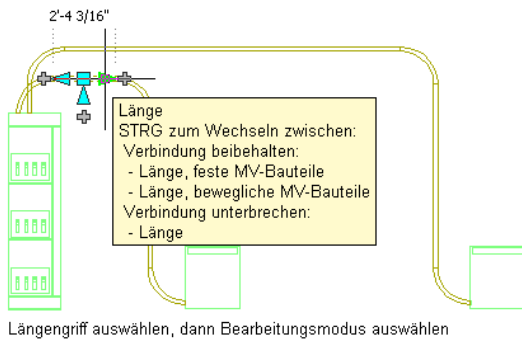 2'-4 3/16"
Länge
STRG zum Wechseln zwischen:
Verbindung beibehalten:
- Länge, feste MV-Bauteile
- Länge, bewegliche MV-Bauteile
Verbindung unterbrechen:
- Länge
Längengriff auswählen, dann Bearbeitungsmodus auswählen